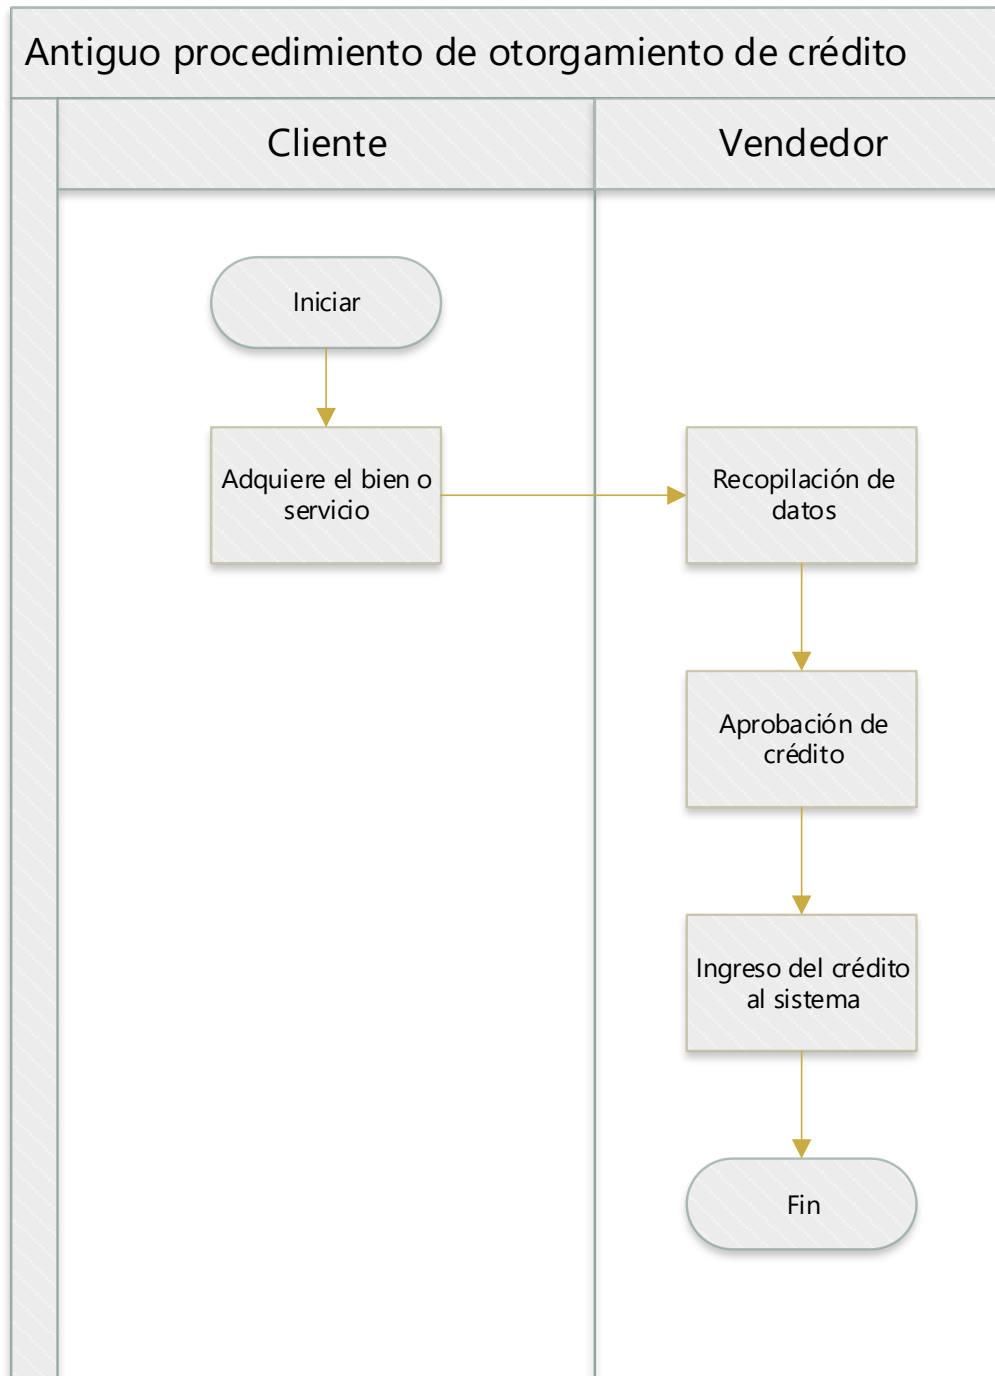 Antiguo procedimiento de otorgamiento de crédito
Cliente
Vendedor
Iniciar
Adquiere el bien o
servicio
Recopilación de
datos
Aprobación de
crédito
Ingreso del crédito
al sistema
Fin